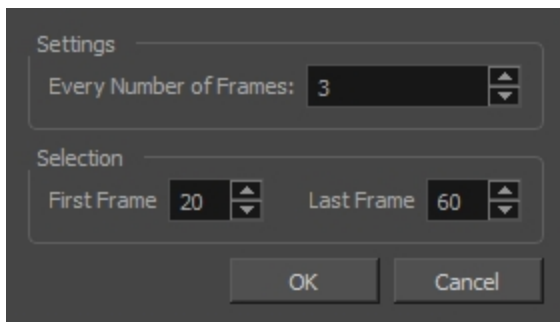 Settings
Every Number of Frames: 3
Selection
First Frame 20 Last Frame 60
OK Cancel